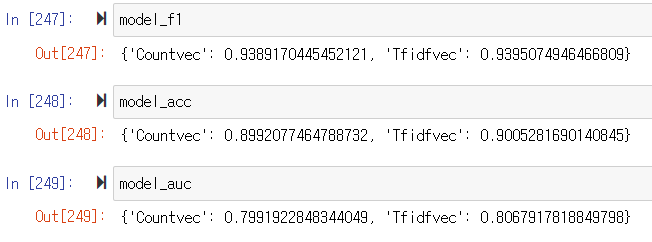 In [247]: model_f1
Out[247]: {'Countvec': 0.9389170445452121, 'Tfidfvec': 0.9395074946466809}
In [248]: model_acc
Out[248]: {'Countvec': 0.8992077464788732, 'Tfidfvec': 0.9005281690140845}
In [249]: model_auc
Out[249]: {'Countvec': 0.7991922848344049, 'Tfidfvec': 0.8067917818849798}